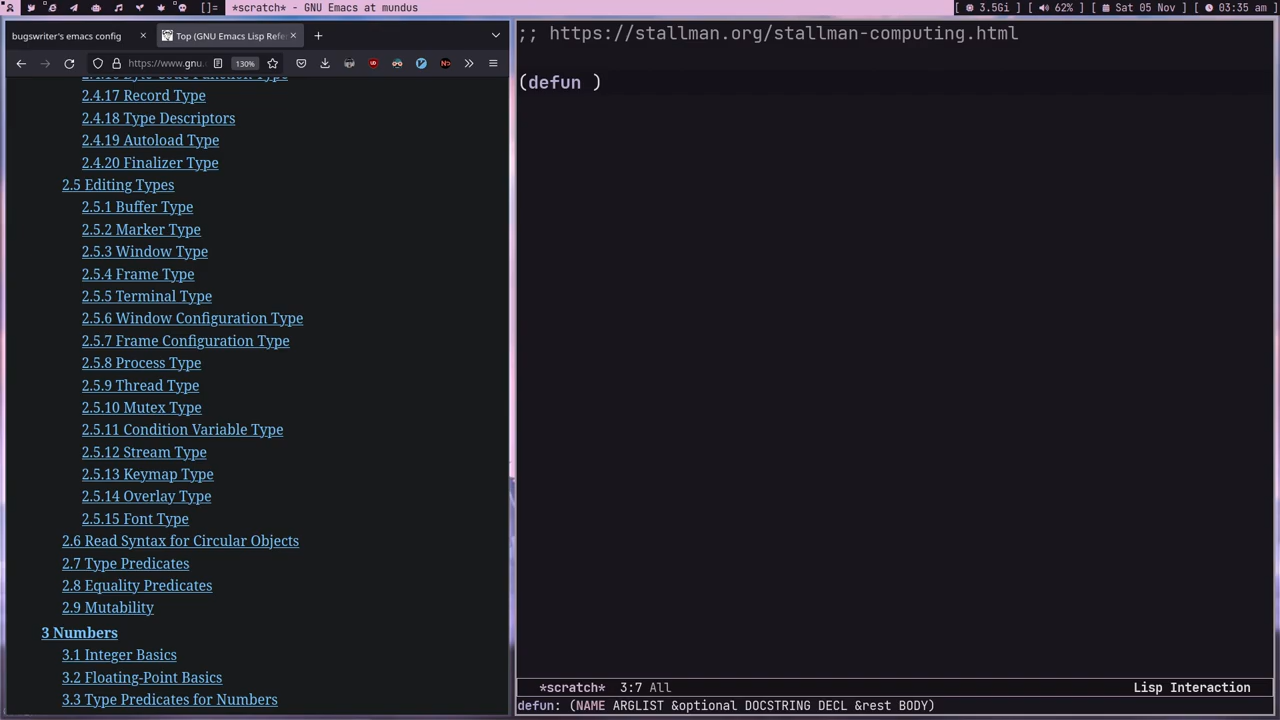 []= *scratch* - GNU Emacs at mundus [ 3.5Gi [ 62% [ Sat 05 Nov [ 03:35 am
bugswriter's emacs config
Top (GNU Emacs Lisp Refe
https://www.gnu. 130%
2.4.17 Record Type
2.4.18 Type Descriptors
2.4.19 Autoload Type
2.4.20 Finalizer Type
2.5 Editing Types
2.5.1 Buffer Type
2.5.2 Marker Type
2.5.3 Window Type
2.5.4 Frame Type
2.5.5 Terminal Type
2.5.6 Window Configuration Type
2.5.7 Frame Configuration Type
2.5.8 Process Type
2.5.9 Thread Type
2.5.10 Mutex Type
2.5.11 Condition Variable Type
2.5.12 Stream Type
2.5.13 Keymap Type
2.5.14 Overlay Type
2.5.15 Font Type
2.6 Read Syntax for Circular Objects
2.7 Type Predicates
2.8 Equality Predicates
2.9 Mutability
3 Numbers
3.1 Integer Basics
3.2 Floating-Point Basics
3.3 Type Predicates for Numbers
;; https://stallman.org/stallman-computing.html
(defun )
*scratch* 3:7 All Lisp Interaction
defun: (NAME ARGLIST &optional DOCSTRING DECL &rest BODY)